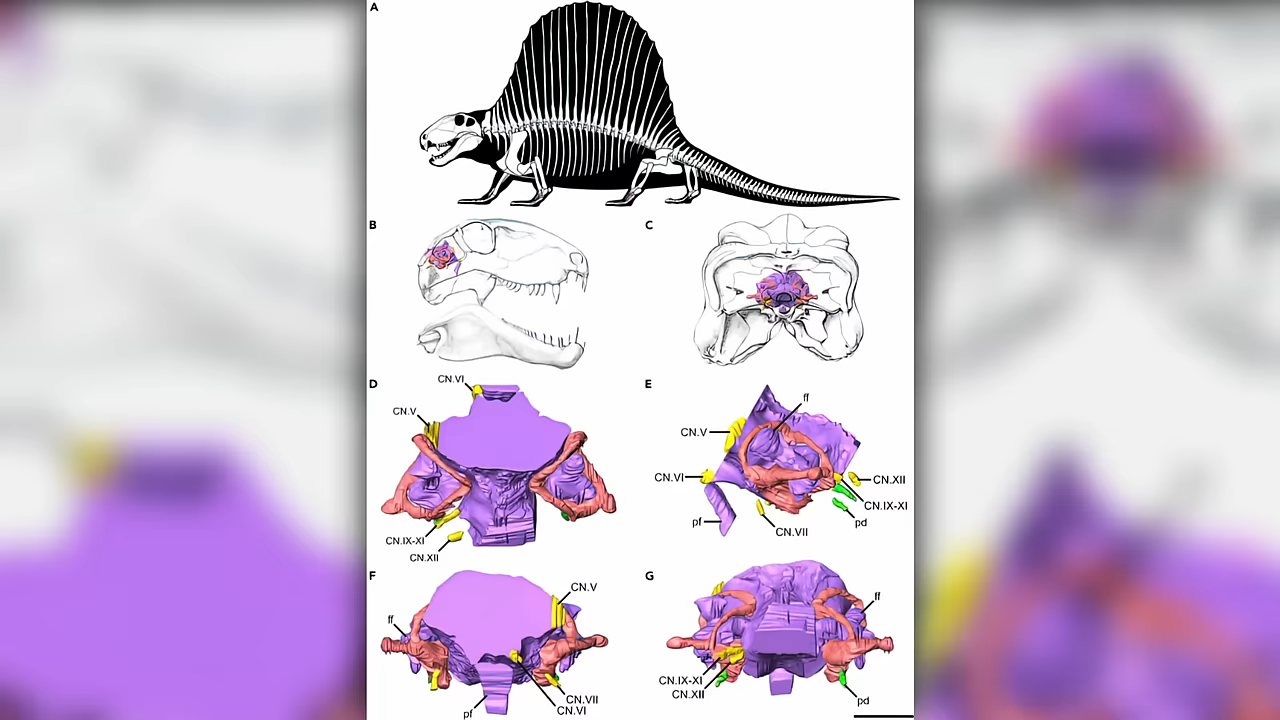 A
B
C
D
CN.VI
CN.V
CN.IX-XI
CN.XII
E
ff
CN.V
CN.VI
CN.XII
CN.IX-XI
pf
pd
CN.VII
F
CN.V
ff
CN.VII
CN.VI
pf
G
ff
CN.IX-XI
CN.XII
pd